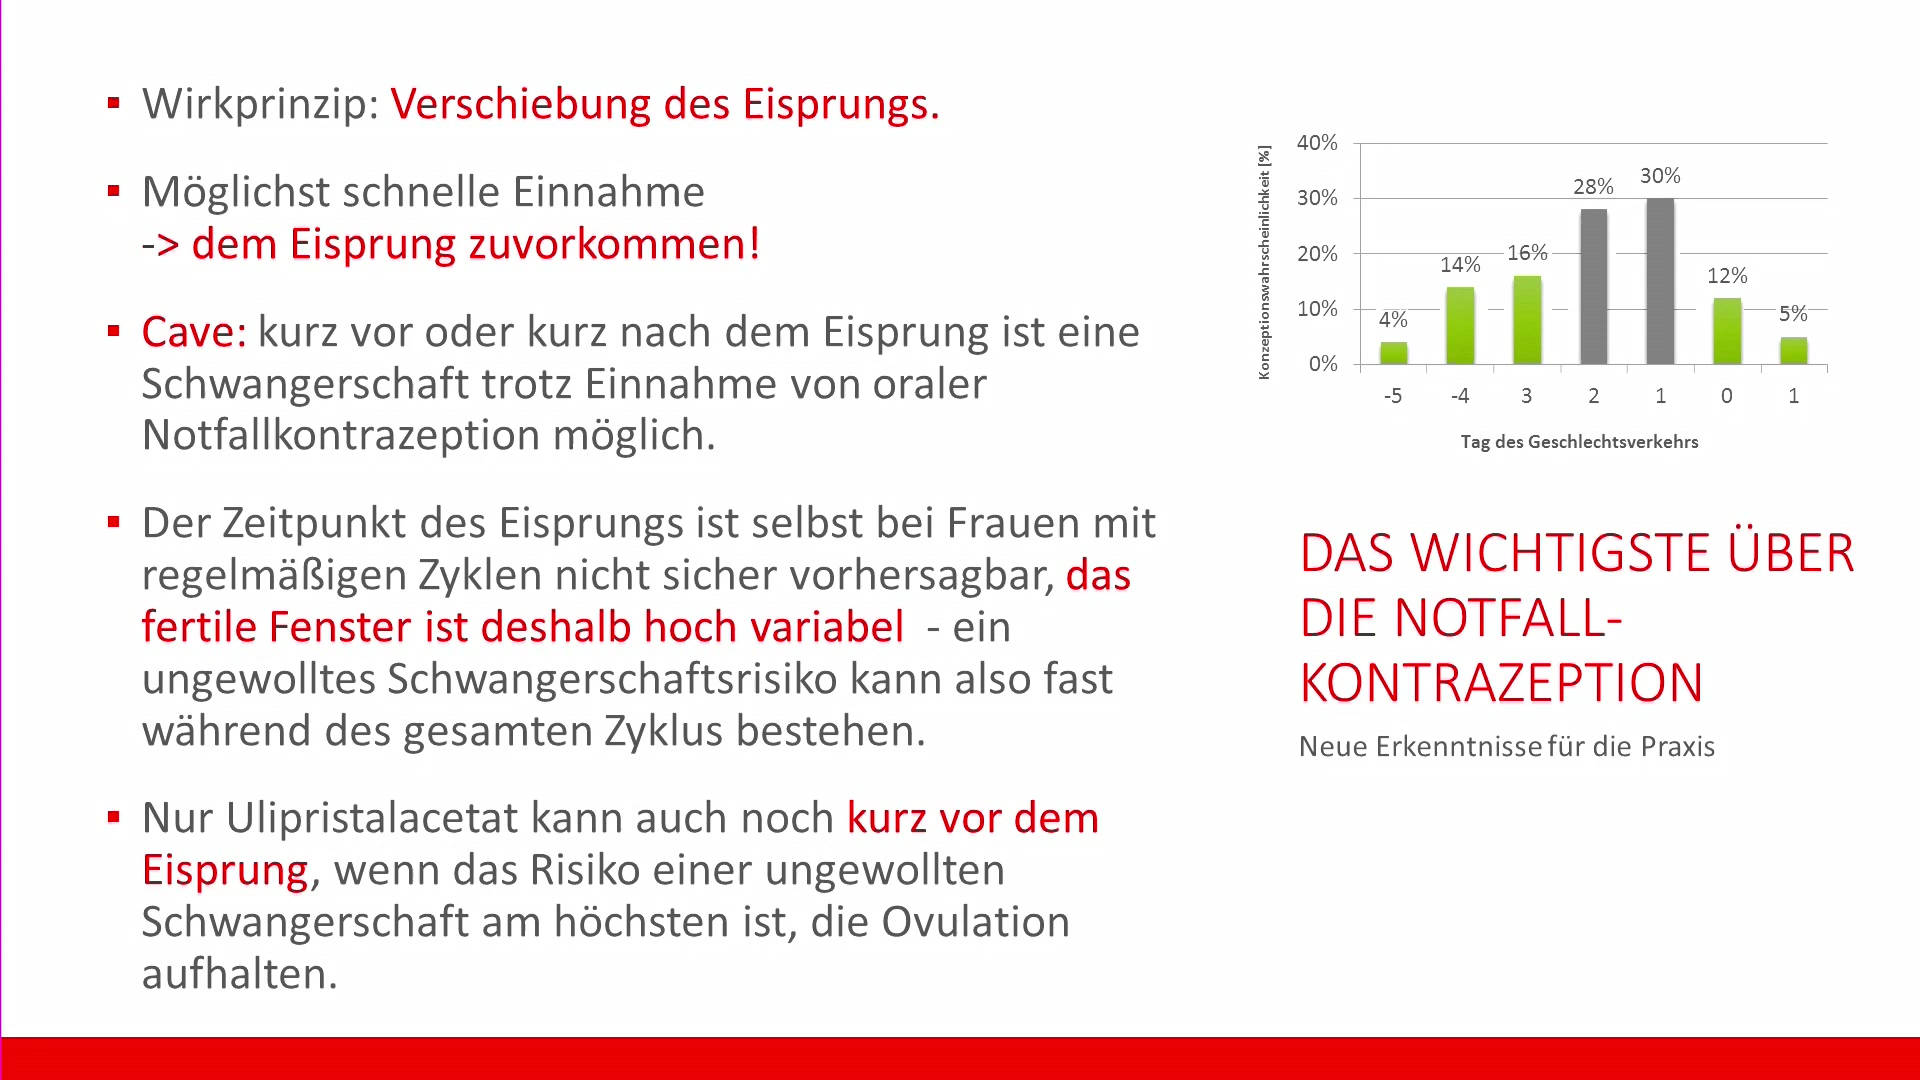 ▪ Wirkprinzip: Verschiebung des Eisprungs.
▪ Möglichst schnelle Einnahme
-> dem Eisprung zuvorkommen!
▪ Cave: kurz vor oder kurz nach dem Eisprung ist eine
Schwangerschaft trotz Einnahme von oraler
Notfallkontrazeption möglich.
▪ Der Zeitpunkt des Eisprungs ist selbst bei Frauen mit
regelmäßigen Zyklen nicht sicher vorhersagbar, das
fertile Fenster ist deshalb hoch variabel - ein
ungewolltes Schwangerschaftsrisiko kann also fast
während des gesamten Zyklus bestehen.
▪ Nur Ulipristalacetat kann auch noch kurz vor dem
Eisprung, wenn das Risiko einer ungewollten
Schwangerschaft am höchsten ist, die Ovulation
aufhalten.
Konzeptionswahrscheinlichkeit [%]
40%
30%
20%
10%
0%
4% 14% 16% 28% 30% 12% 5%
-5 -4 3 2 1 0 1
Tag des Geschlechtsverkehrs
DAS WICHTIGSTE ÜBER
DIE NOTFALL-
KONTRAZEPTION
Neue Erkenntnisse für die Praxis